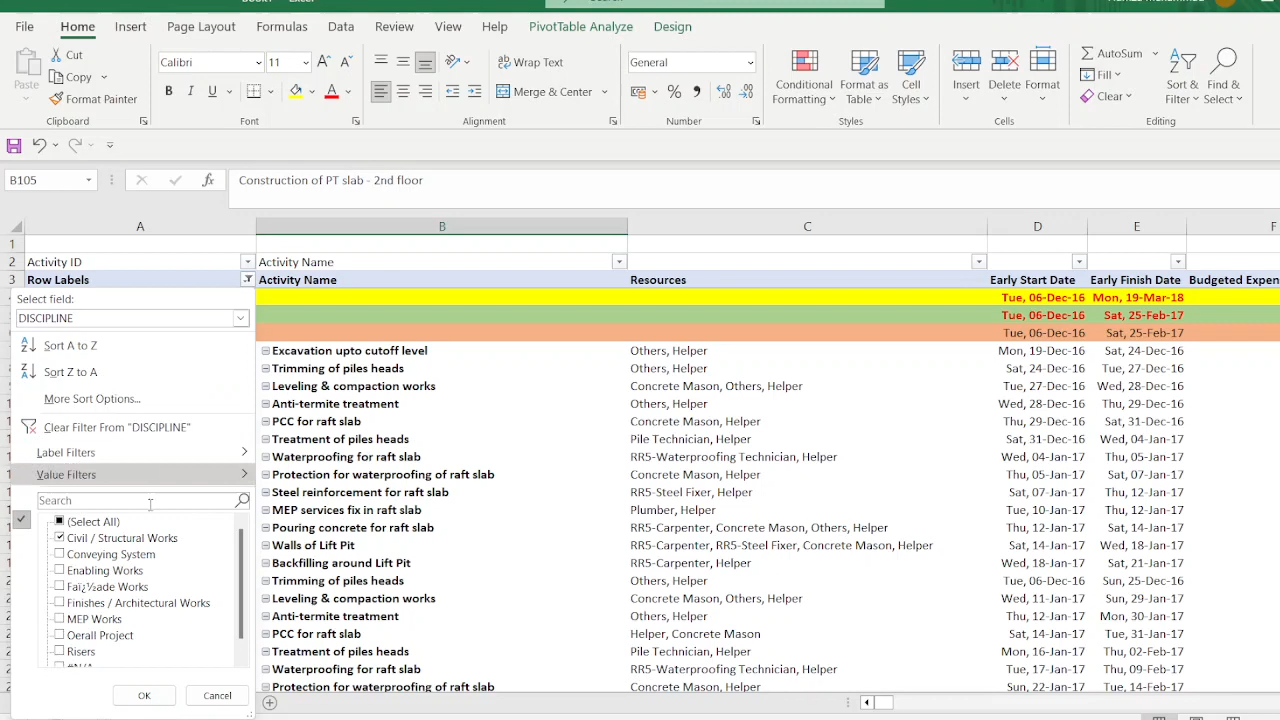 File Home Insert Page Layout Formulas Data Review View Help PivotTable Analyze Design
Cut Calibri 11 Wrap Text General AutoSum
Paste Copy Conditional Format as Cell Insert Delete Format Fill Sort & Find &
Format Painter Merge & Center Formatting Table Styles Clear Filter Select
Clipboard Font Alignment Number Styles Cells Editing
B105 fx Construction of PT slab - 2nd floor
A B C D E F
1
2 Activity ID Activity Name
3 Row Labels Activity Name Resources Early Start Date Early Finish Date Budgeted Expen
Tue, 06-Dec-16 Mon, 19-Mar-18
Tue, 06-Dec-16 Sat, 25-Feb-17
Tue, 06-Dec-16 Sat, 25-Feb-17
Excavation upto cutoff level Others, Helper Mon, 19-Dec-16 Sat, 24-Dec-16
Trimming of piles heads Others, Helper Sat, 24-Dec-16 Tue, 27-Dec-16
Leveling & compaction works Concrete Mason, Others, Helper Tue, 27-Dec-16 Wed, 28-Dec-16
Anti-termite treatment Others, Helper Wed, 28-Dec-16 Thu, 29-Dec-16
PCC for raft slab Concrete Mason, Helper Thu, 29-Dec-16 Sat, 31-Dec-16
Treatment of piles heads Pile Technician, Helper Sat, 31-Dec-16 Wed, 04-Jan-17
Waterproofing for raft slab RR5-Waterproofing Technician, Helper Wed, 04-Jan-17 Thu, 05-Jan-17
Protection for waterproofing of raft slab Concrete Mason, Helper Thu, 05-Jan-17 Sat, 07-Jan-17
Steel reinforcement for raft slab RR5-Steel Fixer, Helper Sat, 07-Jan-17 Thu, 12-Jan-17
MEP services fix in raft slab Plumber, Helper Tue, 10-Jan-17 Thu, 12-Jan-17
Pouring concrete for raft slab RR5-Carpenter, Concrete Mason, Others, Helper Thu, 12-Jan-17 Sat, 14-Jan-17
Walls of Lift Pit RR5-Carpenter, RR5-Steel Fixer, Concrete Mason, Helper Sat, 14-Jan-17 Wed, 18-Jan-17
Backfilling around Lift Pit RR5-Carpenter, Helper Wed, 18-Jan-17 Sat, 21-Jan-17
Trimming of piles heads Others, Helper Tue, 06-Dec-16 Sun, 25-Dec-16
Leveling & compaction works Concrete Mason, Others, Helper Wed, 11-Jan-17 Sun, 29-Jan-17
Anti-termite treatment Others, Helper Thu, 12-Jan-17 Mon, 30-Jan-17
PCC for raft slab Helper, Concrete Mason Sat, 14-Jan-17 Tue, 31-Jan-17
Treatment of piles heads Pile Technician, Helper Mon, 16-Jan-17 Thu, 02-Feb-17
Waterproofing for raft slab RR5-Waterproofing Technician, Helper Tue, 17-Jan-17 Thu, 09-Feb-17
Protection for waterproofing of raft slab Concrete Mason, Helper Sun, 22-Jan-17 Tue, 14-Feb-17
Select field:
DISCIPLINE
Sort A to Z
Sort Z to A
More Sort Options...
Clear Filter From "DISCIPLINE"
Label Filters
Value Filters
Search
(Select All)
Civil / Structural Works
Conveying System
Enabling Works
Faï¿½ade Works
Finishes / Architectural Works
MEP Works
Oerall Project
Risers
#N/A
OK Cancel